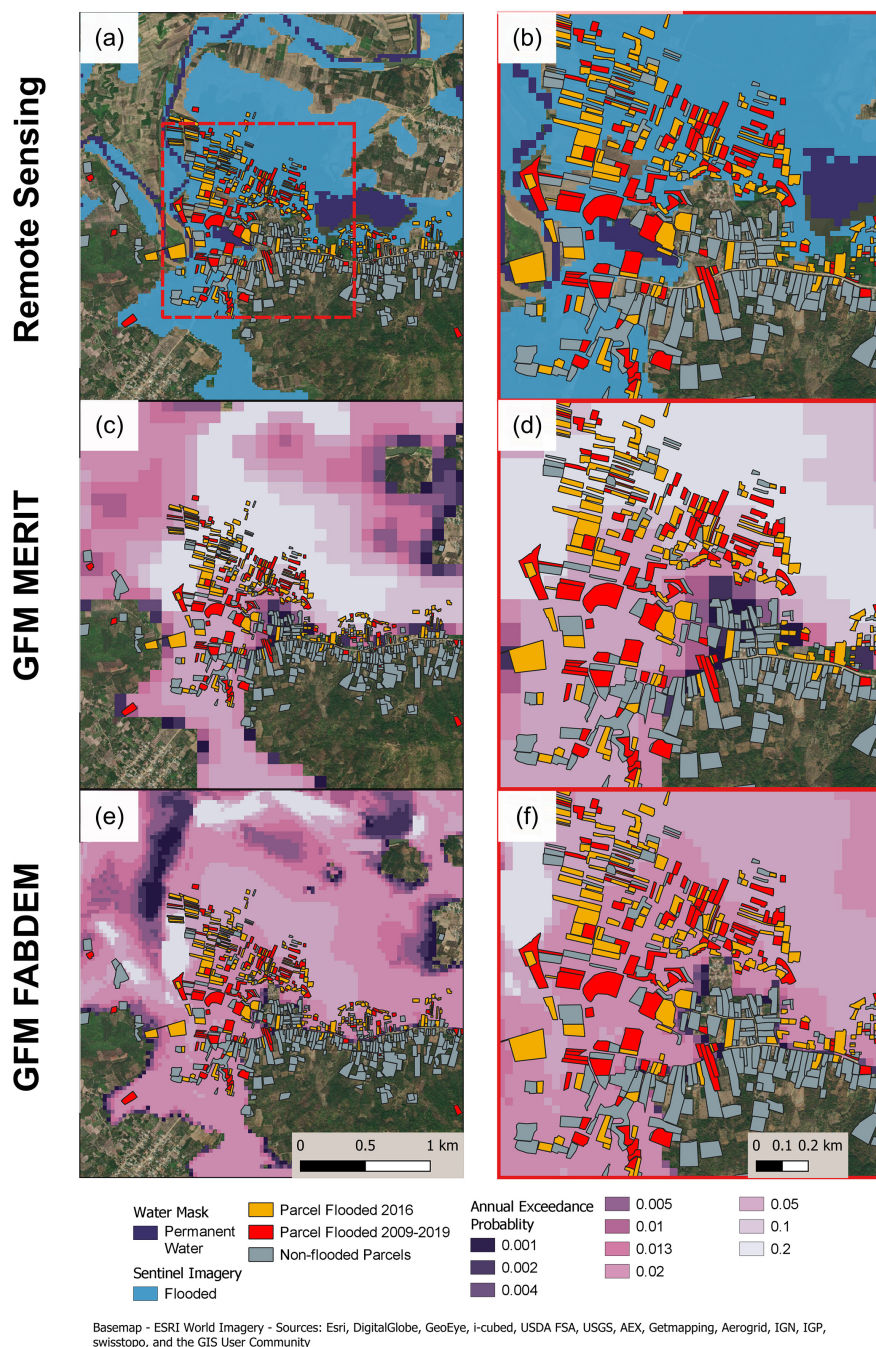 (a)
(b)
Remote Sensing
(c)
(d)
GFM MERIT
(e)
(f)
GFM FABDEM
0 0.5 1 km
0 0.1 0.2 km
Water Mask
Permanent
Water
Sentinel Imagery
Flooded
Parcel Flooded 2016
Parcel Flooded 2009-2019
Non-flooded Parcels
Annual Exceedance
Probablity
0.001
0.002
0.004
0.005
0.01
0.013
0.02
0.05
0.1
0.2
Basemap - ESRI World Imagery - Sources: Esri, DigitalGlobe, GeoEye, i-cubed, USDA FSA, USGS, AEX, Getmapping, Aerogrid, IGN, IGP,
swisstopo, and the GIS User Community